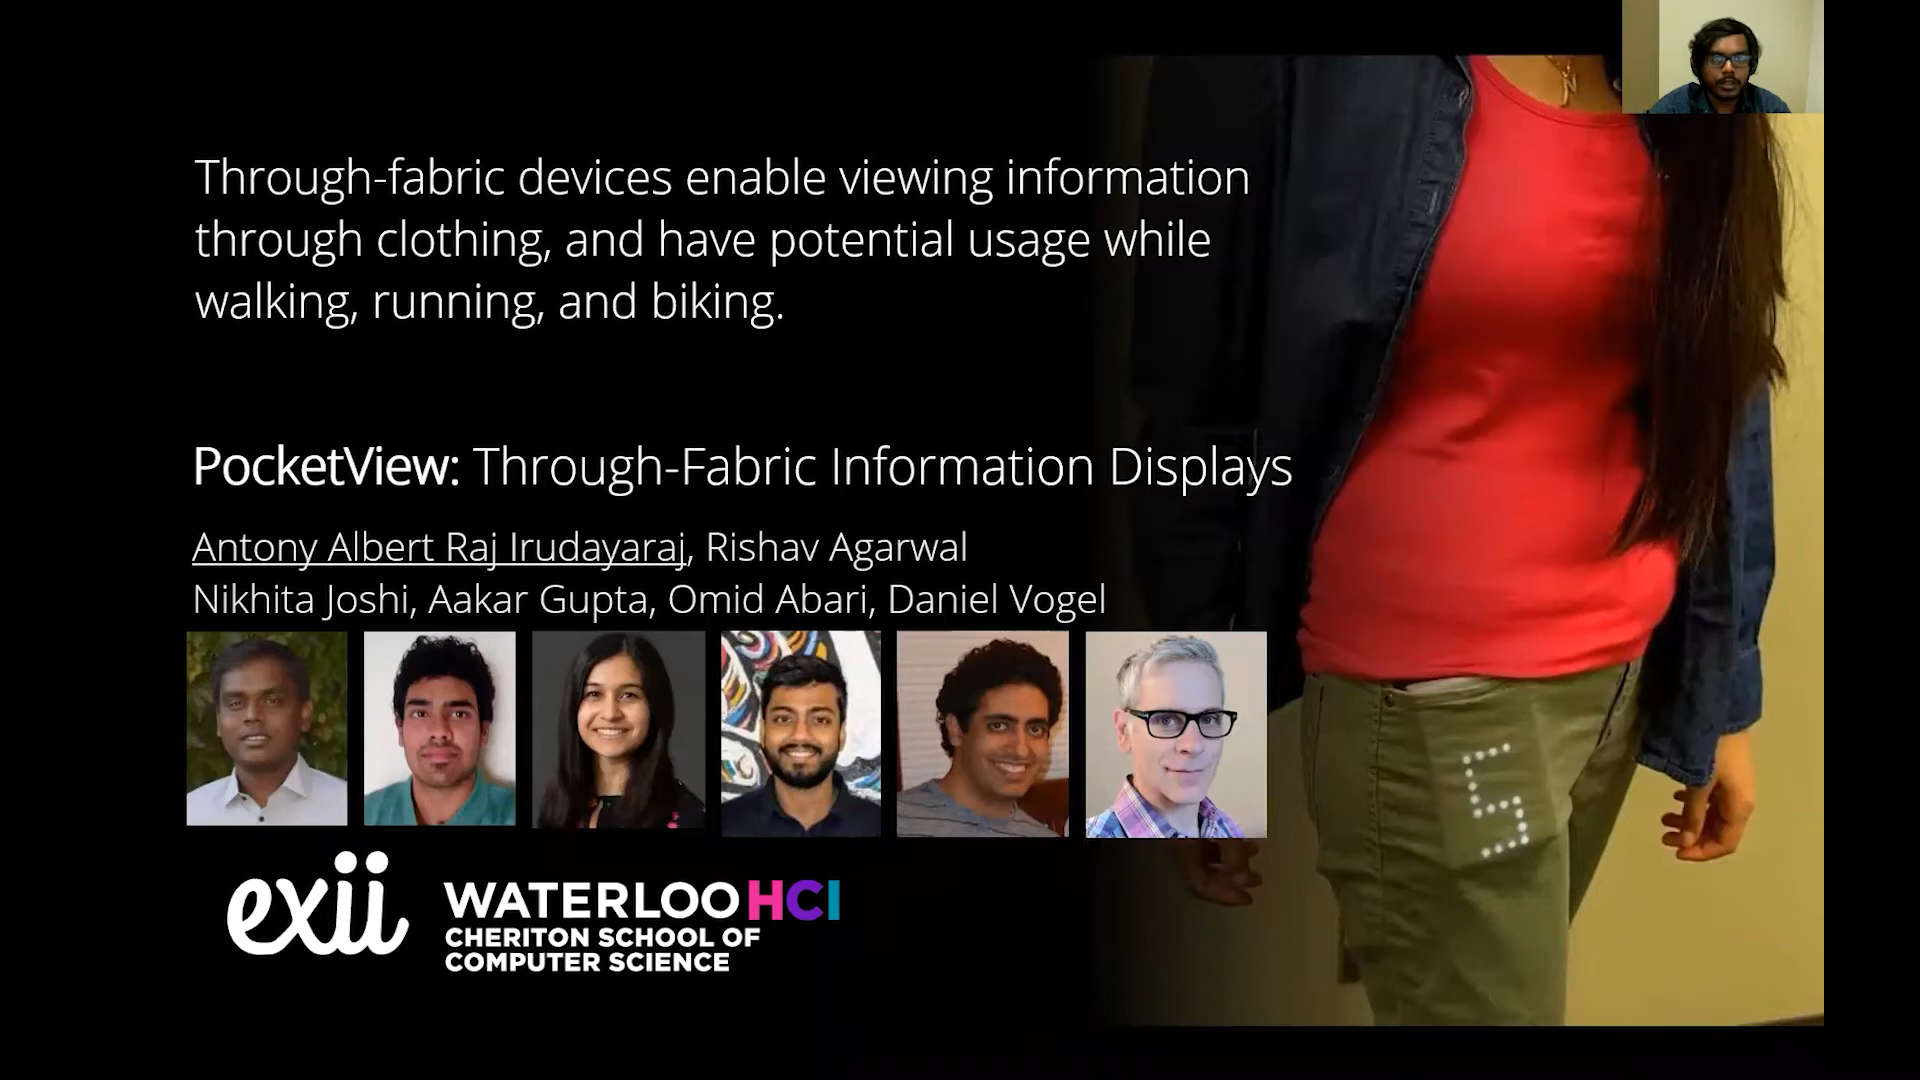 Through-fabric devices enable viewing information
through clothing, and have potential usage while
walking, running, and biking.
PocketView: Through-Fabric Information Displays
Antony Albert Raj Irudayaraj, Rishav Agarwal
Nikhita Joshi, Aakar Gupta, Omid Abari, Daniel Vogel
exii
WATERLOO HCI
CHERITON SCHOOL OF
COMPUTER SCIENCE
N
5